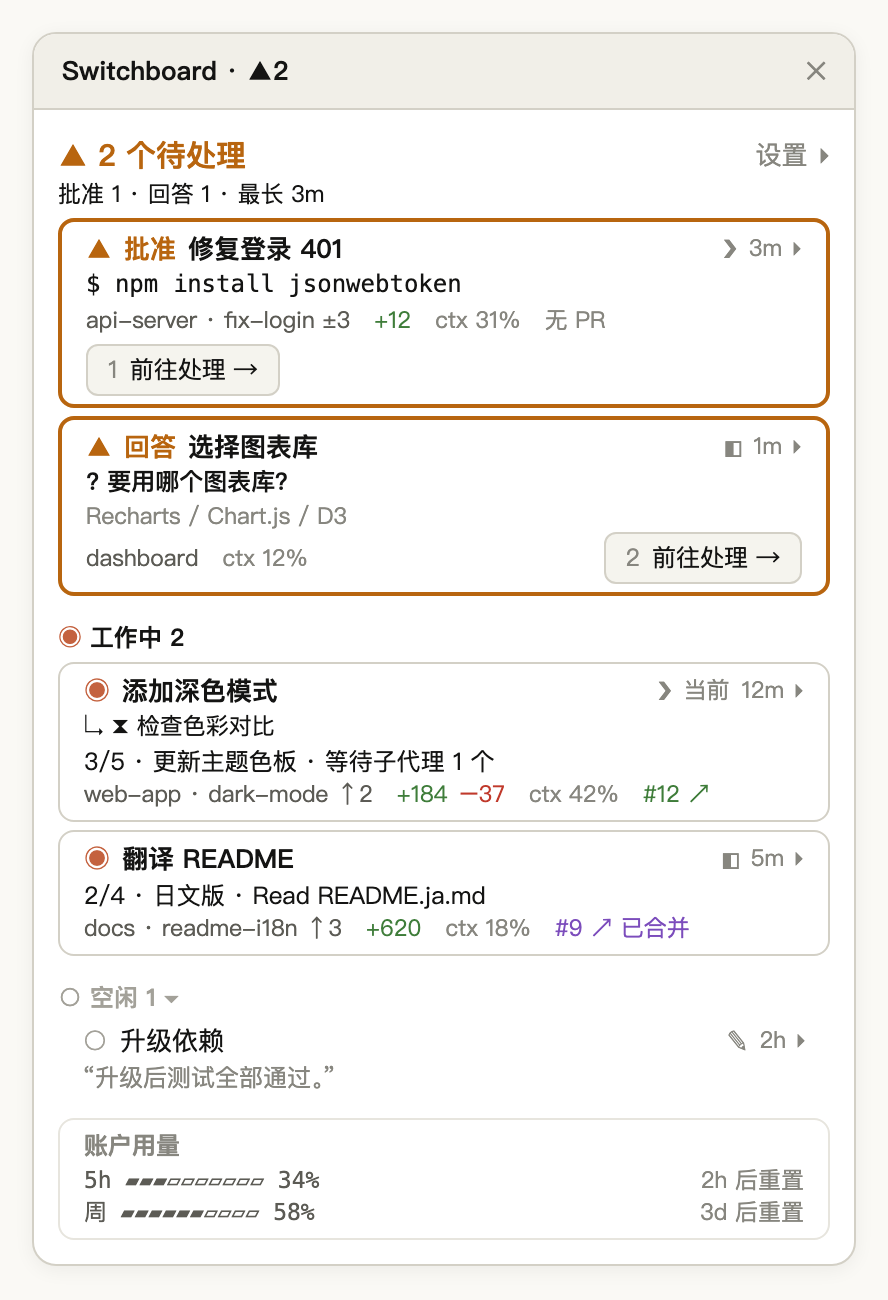 Switchboard · ▲2 ×
▲ 2 个待处理 设置 ▸
批准 1 · 回答 1 · 最长 3m
▲ 批准 修复登录 401 ❯ 3m ▸
$ npm install jsonwebtoken
api-server · fix-login ±3 +12 ctx 31% 无 PR
1 前往处理 →
▲ 回答 选择图表库 ◧ 1m ▸
? 要用哪个图表库?
Recharts / Chart.js / D3
dashboard ctx 12% 2 前往处理 →
◉ 工作中 2
◉ 添加深色模式 ❯ 当前 12m ▸
↳ ⧗ 检查色彩对比
3/5 · 更新主题色板 · 等待子代理 1 个
web-app · dark-mode ↑2 +184 −37 ctx 42% #12 ↗
◉ 翻译 README ◧ 5m ▸
2/4 · 日文版 · Read README.ja.md
docs · readme-i18n ↑3 +620 ctx 18% #9 ↗ 已合并
○ 空闲 1 ▾
○ 升级依赖 ✎ 2h ▸
“升级后测试全部通过。”
账户用量
5h ▰▰▰▱▱▱▱▱▱▱ 34% 2h 后重置
周 ▰▰▰▰▰▰▱▱▱▱ 58% 3d 后重置